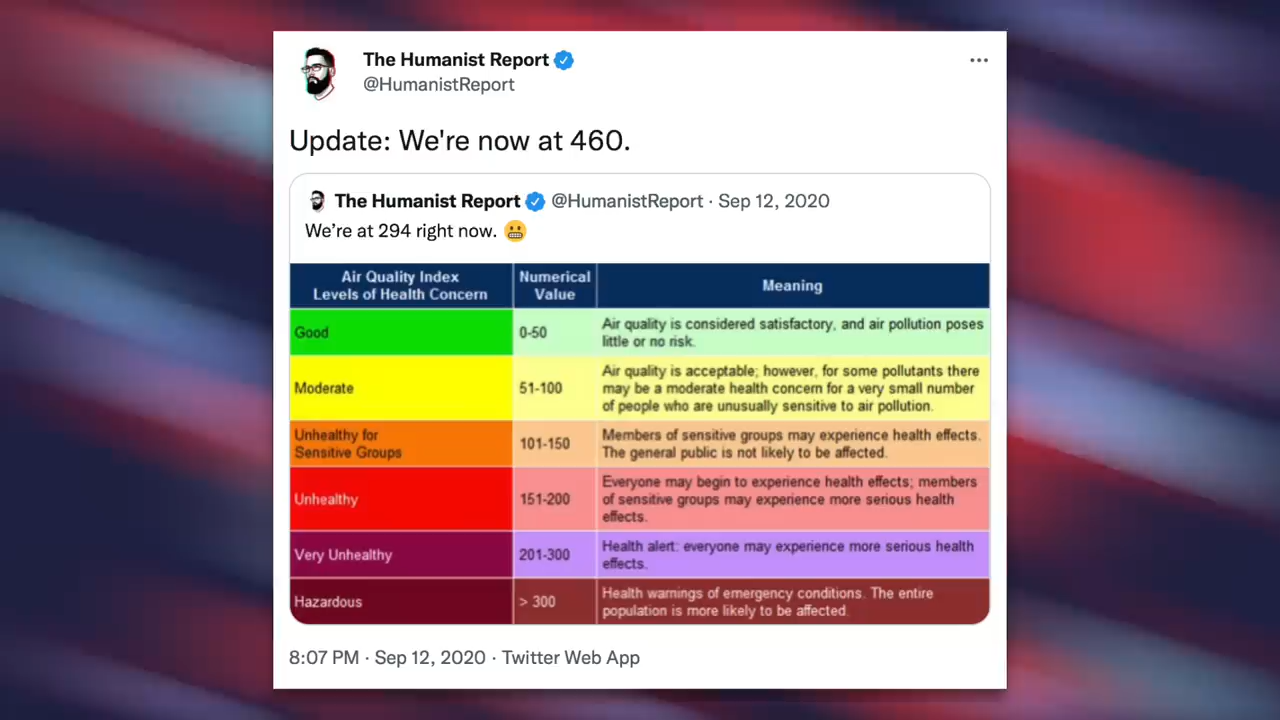 The Humanist Report
@HumanistReport
Update: We're now at 460.
The Humanist Report @HumanistReport · Sep 12, 2020
We’re at 294 right now. 😬
Air Quality Index
Levels of Health Concern
Numerical
Value
Meaning
Good
0-50
Air quality is considered satisfactory, and air pollution poses
little or no risk.
Moderate
51-100
Air quality is acceptable; however, for some pollutants there
may be a moderate health concern for a very small number
of people who are unusually sensitive to air pollution.
Unhealthy for
Sensitive Groups
101-150
Members of sensitive groups may experience health effects.
The general public is not likely to be affected.
Unhealthy
151-200
Everyone may begin to experience health effects; members
of sensitive groups may experience more serious health
effects.
Very Unhealthy
201-300
Health alert: everyone may experience more serious health
effects.
Hazardous
> 300
Health warnings of emergency conditions. The entire
population is more likely to be affected.
8:07 PM · Sep 12, 2020 · Twitter Web App